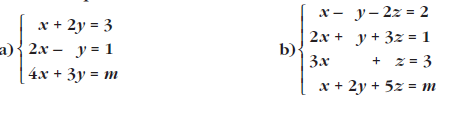 a) { x + 2y = 3
2x – y = 1
4x + 3y = m
b) { x – y – 2z = 2
2x + y + 3z = 1
3x + z = 3
x + 2y + 5z = m